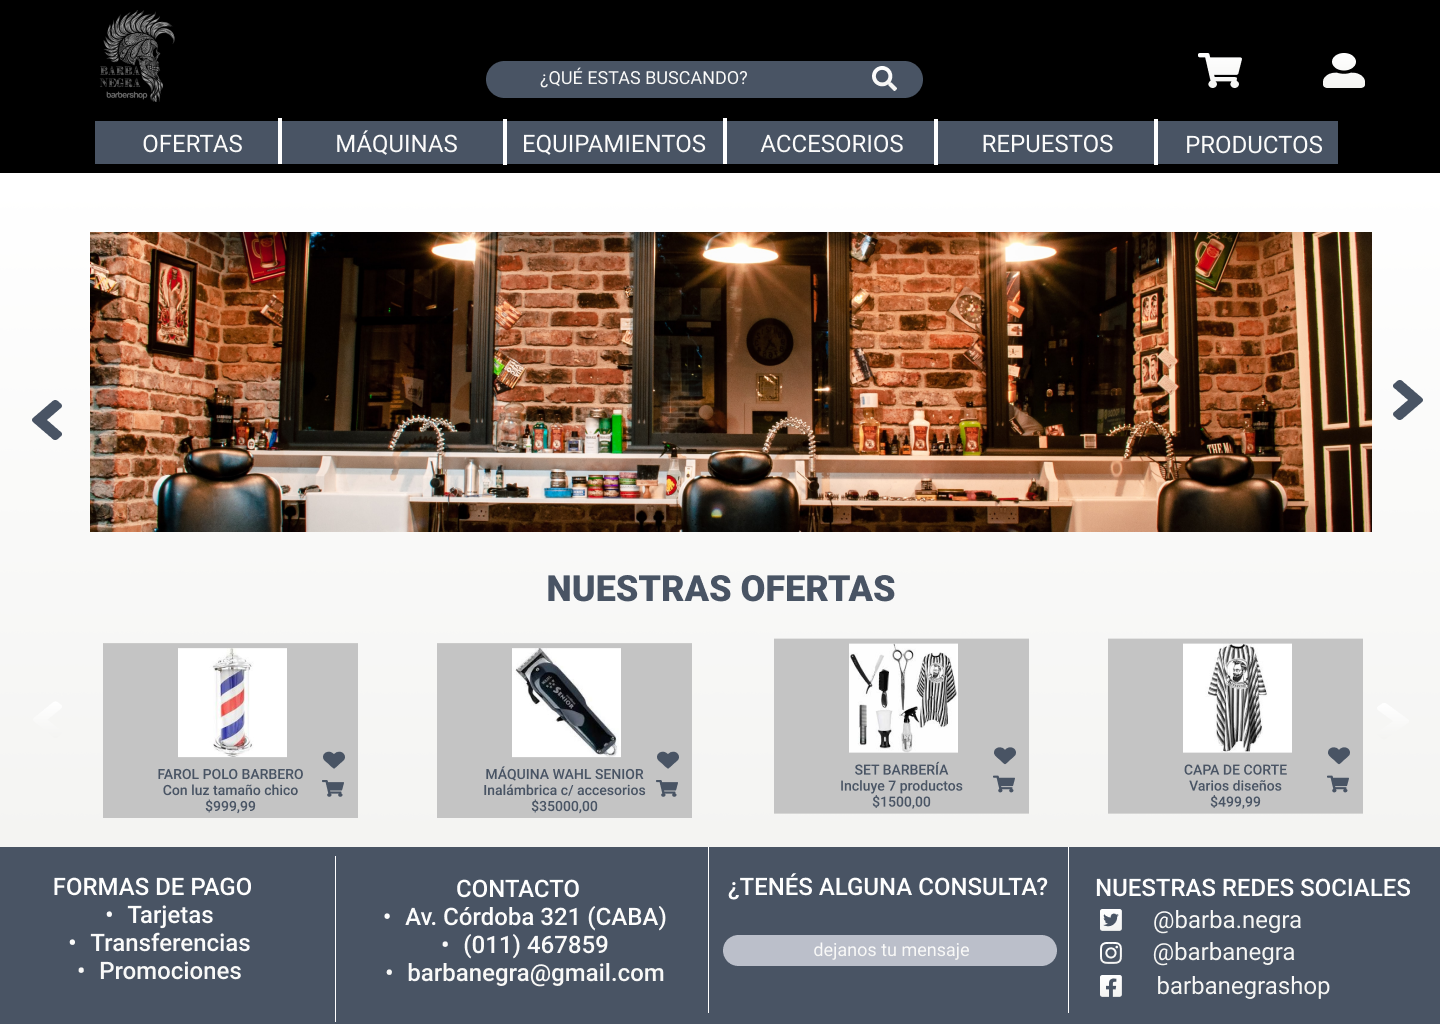 BARBA
NEGRA
barbershop
¿QUÉ ESTAS BUSCANDO?
OFERTAS
MÁQUINAS
EQUIPAMIENTOS
ACCESORIOS
REPUESTOS
PRODUCTOS
THE MA
NUESTRAS OFERTAS
SENIOR
FAROL POLO BARBERO
Con luz tamaño chico
$999,99
MÁQUINA WAHL SENIOR
Inalámbrica c/ accesorios
$35000,00
SET BARBERÍA
Incluye 7 productos
$1500,00
CAPA DE CORTE
Varios diseños
$499,99
FORMAS DE PAGO
• Tarjetas
• Transferencias
• Promociones
CONTACTO
• Av. Córdoba 321 (CABA)
• (011) 467859
• barbanegra@gmail.com
¿TENÉS ALGUNA CONSULTA?
dejanos tu mensaje
NUESTRAS REDES SOCIALES
@barba.negra
@barbanegra
barbanegrashop